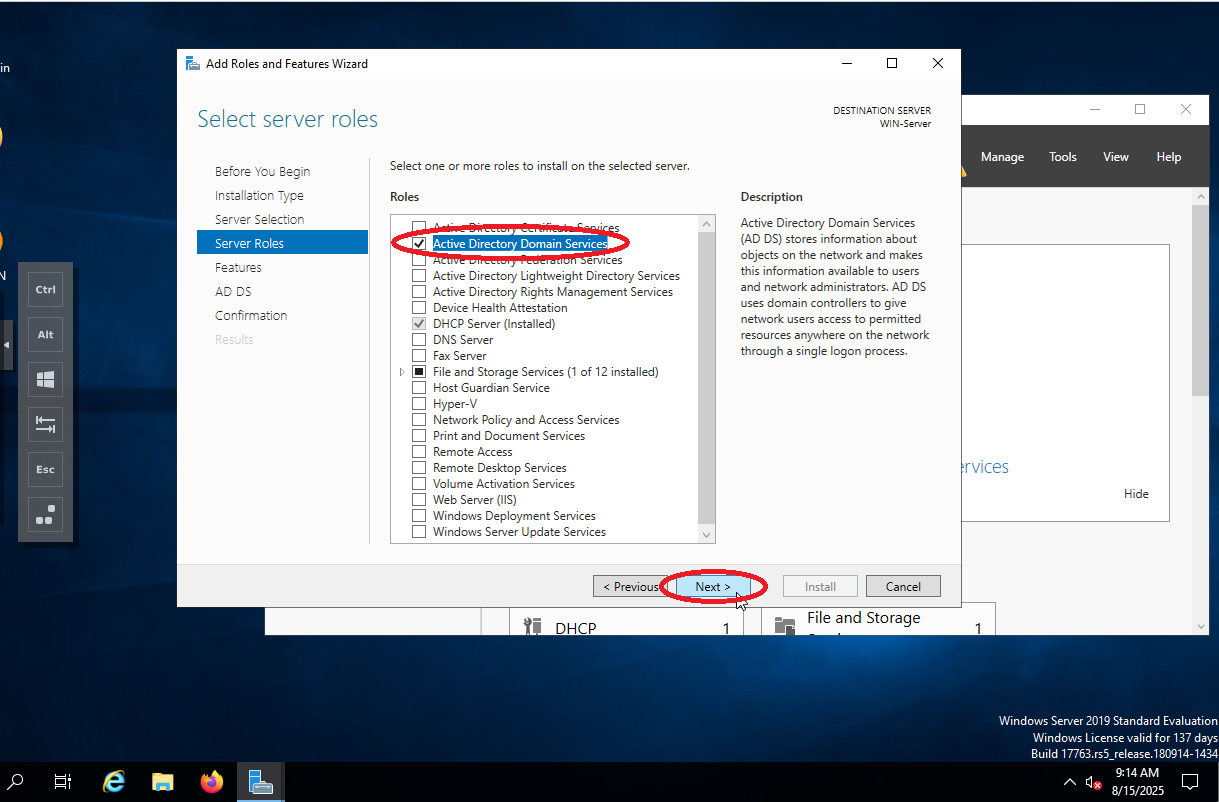 in
Add Roles and Features Wizard
Select server roles
DESTINATION SERVER
WIN-Server
Manage
Tools
View
Help
Before You Begin
Installation Type
Server Selection
Server Roles
Features
AD DS
Confirmation
Results
Select one or more roles to install on the selected server.
Roles
Active Directory Certificate Services
Active Directory Domain Services
Active Directory Federation Services
Active Directory Lightweight Directory Services
Active Directory Rights Management Services
Device Health Attestation
DHCP Server (Installed)
DNS Server
Fax Server
File and Storage Services (1 of 12 installed)
Host Guardian Service
Hyper-V
Network Policy and Access Services
Print and Document Services
Remote Access
Remote Desktop Services
Volume Activation Services
Web Server (IIS)
Windows Deployment Services
Windows Server Update Services
Description
Active Directory Domain Services
(AD DS) stores information about
objects on the network and makes
this information available to users
and network administrators. AD DS
uses domain controllers to give
network users access to permitted
resources anywhere on the network
through a single logon process.
N
Ctrl
Alt
Esc
ervices
Hide
< Previous
Next >
Install
Cancel
DHCP
1
File and Storage
1
Windows Server 2019 Standard Evaluation
Windows License valid for 137 days
Build 17763.rs5_release.180914-1434
9:14 AM
8/15/2025